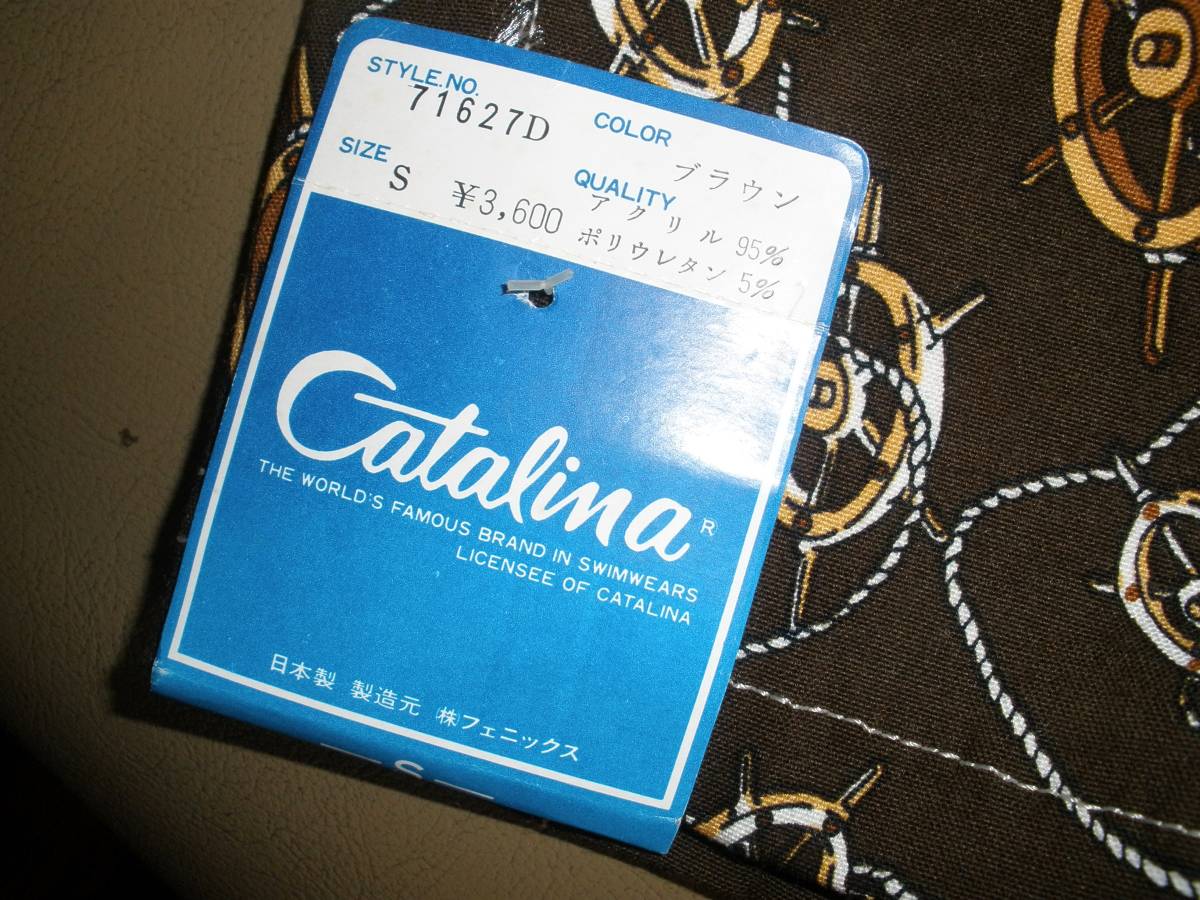 STYLE.NO.
71627D
COLOR
ブラウン
SIZE
S
¥3,600
QUALITY
アクリル 95%
ポリウレタン 5%
Catalina R
THE WORLD'S FAMOUS BRAND IN SWIMWEARS
LICENSEE OF CATALINA
日本製 製造元 ㈱フェニックス